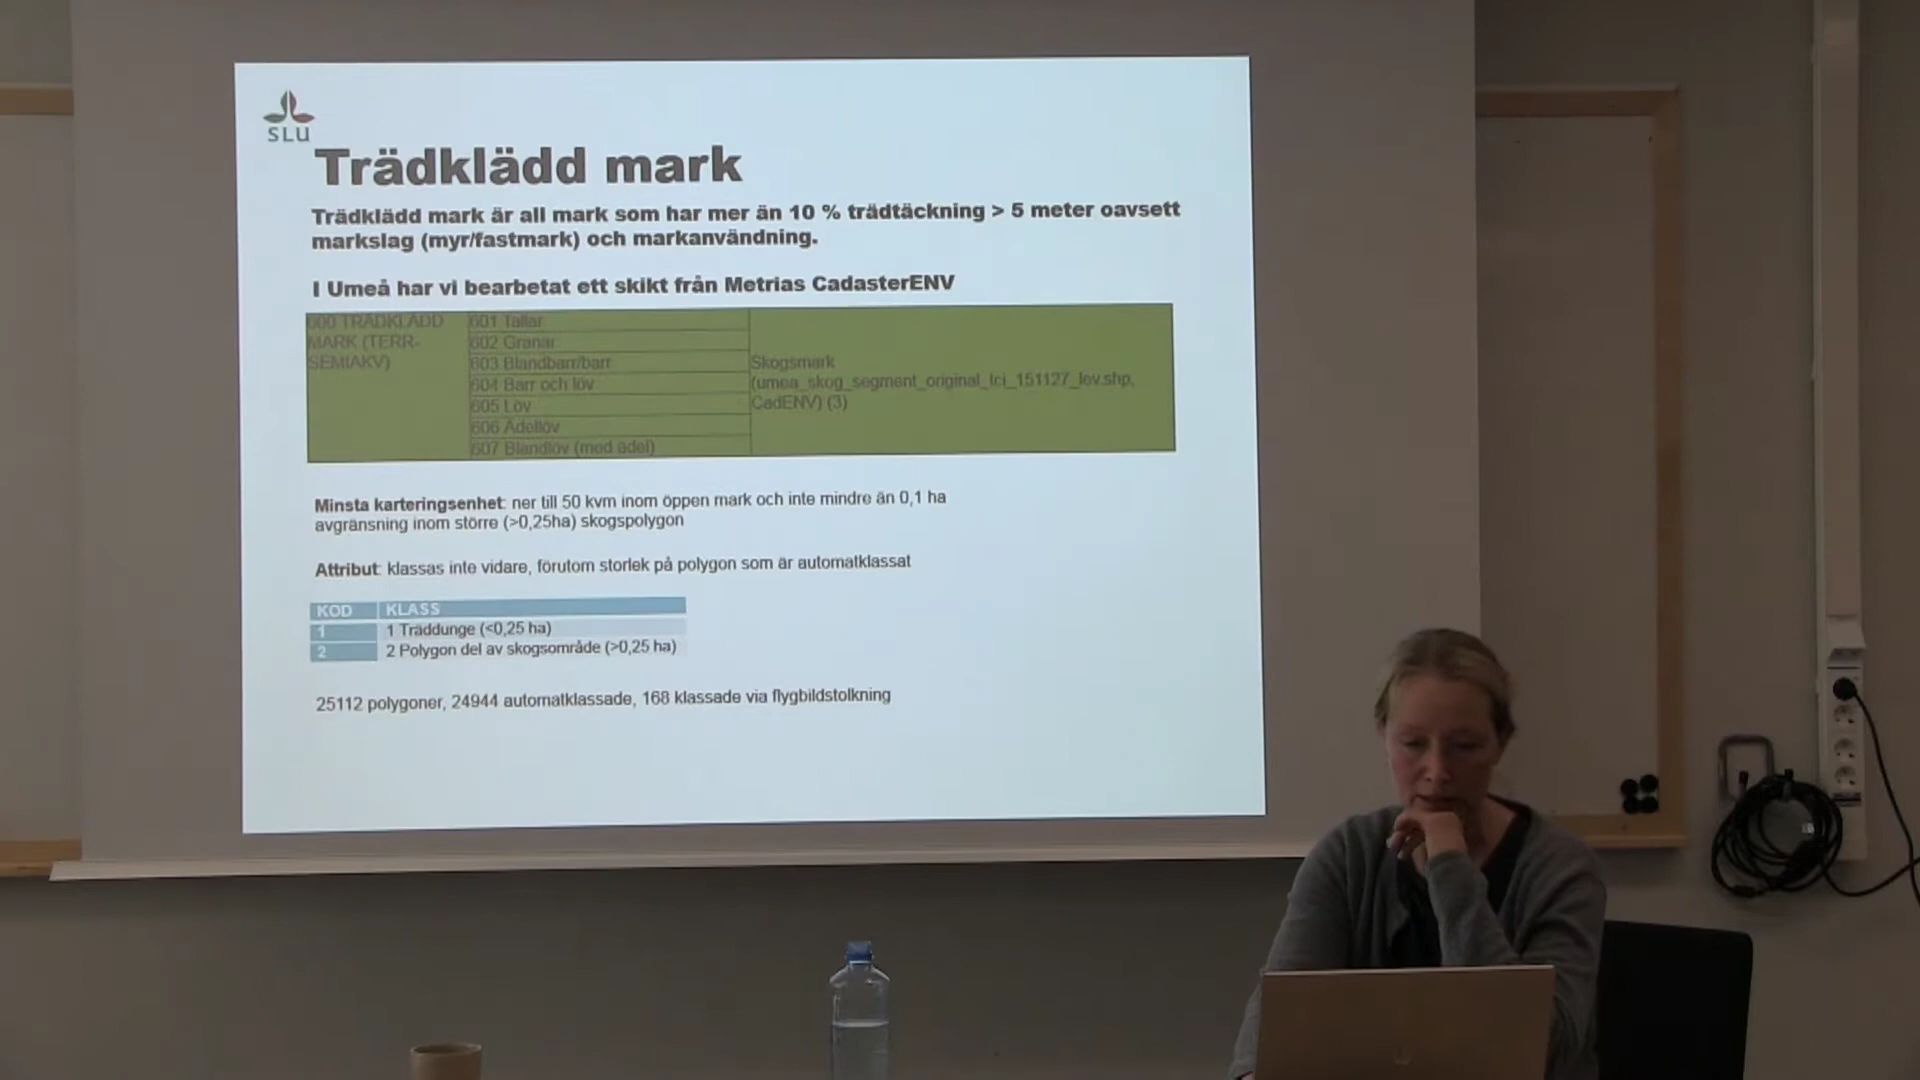 SLU
Trädklädd mark
Trädklädd mark är all mark som har mer än 10 % trädtäckning > 5 meter oavsett
markslag (myr/fastmark) och markanvändning.
I Umeå har vi bearbetat ett skikt från Metrias CadasterENV
600 TRÄDKLÄDD
MARK (TERR-
SEMIAKV)
601 Tallar
602 Granar
603 Blandbarr/barr
604 Barr och löv
605 Löv
606 Ädellöv
607 Blandlöv (med ädel)
Skogsmark
(umea_skog_segment_original_tci_151127_lov.shp,
CadENV) (3)
Minsta karteringsenhet: ner till 50 kvm inom öppen mark och inte mindre än 0,1 ha
avgränsning inom större (>0,25ha) skogspolygon
Attribut: klassas inte vidare, förutom storlek på polygon som är automatklassat
KOD KLASS
1 1 Träddunge (<0,25 ha)
2 2 Polygon del av skogsområde (>0,25 ha)
25112 polygoner, 24944 automatklassade, 168 klassade via flygbildstolkning